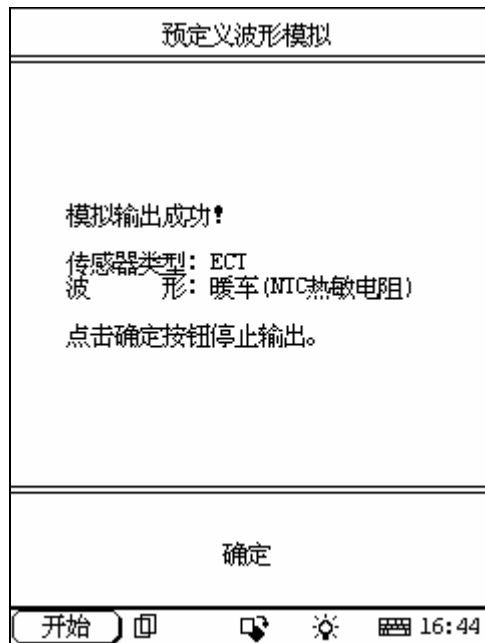 预定义波形模拟
模拟输出成功!
传感器类型: ECT
波 形: 暖车(NTC热敏电阻)
点击确定按钮停止输出。
确定
开始 16:44